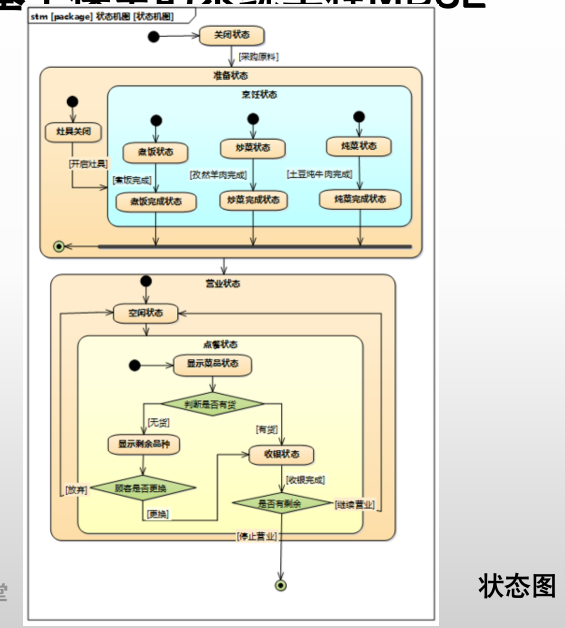 stm [package] 状态机图 [状态机图]
关闭状态
[采购原料]
准备状态
烹饪状态
灶具关闭
煮饭状态
炒菜状态
炖菜状态
[开启灶具]
[煮饭完成]
[孜然羊肉完成]
[土豆炖牛肉完成]
煮饭完成状态
炒菜完成状态
炖菜完成状态
营业状态
空闲状态
点餐状态
显示菜品状态
判断是否有货
[无货]
[有货]
显示剩余品种
收银状态
[收银完成]
[放弃]
顾客是否更换
是否有剩余
[继续营业]
[更换]
[停止营业]
状态图